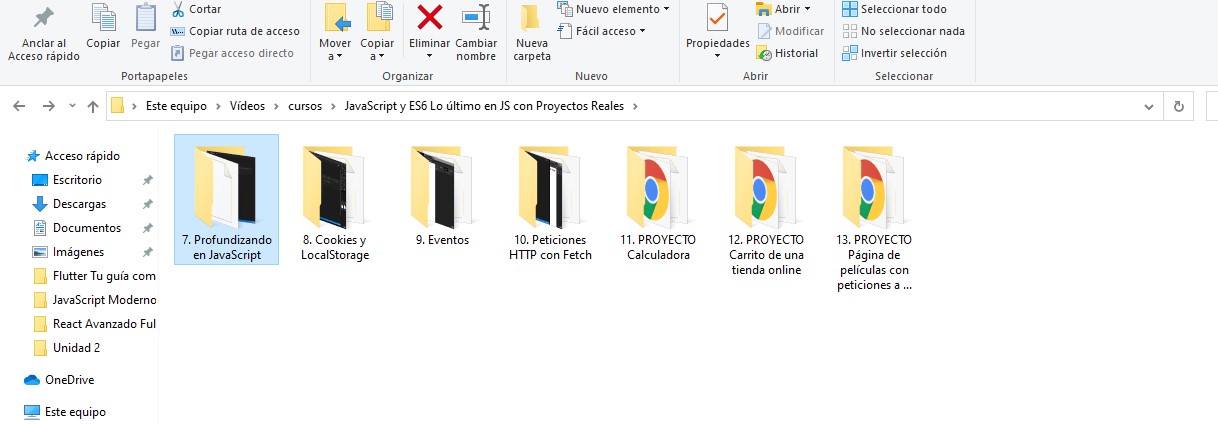 Anclar al
Acceso rápido
Copiar
Pegar
Cortar
Copiar ruta de acceso
Pegar acceso directo
Portapapeles
Mover
a
Copiar
a
Eliminar
Cambiar
nombre
Organizar
Nueva
carpeta
Nuevo elemento
Fácil acceso
Nuevo
Propiedades
Abrir
Modificar
Historial
Abrir
Seleccionar todo
No seleccionar nada
Invertir selección
Seleccionar
Este equipo > Vídeos > cursos > JavaScript y ES6 Lo último en JS con Proyectos Reales >
Acceso rápido
Escritorio
Descargas
Documentos
Imágenes
Flutter Tu guía com
JavaScript Moderno
React Avanzado Ful
Unidad 2
OneDrive
Este equipo
7. Profundizando
en JavaScript
8. Cookies y
LocalStorage
9. Eventos
10. Peticiones
HTTP con Fetch
11. PROYECTO
Calculadora
12. PROYECTO
Carrito de una
tienda online
13. PROYECTO
Página de
películas con
peticiones a ...